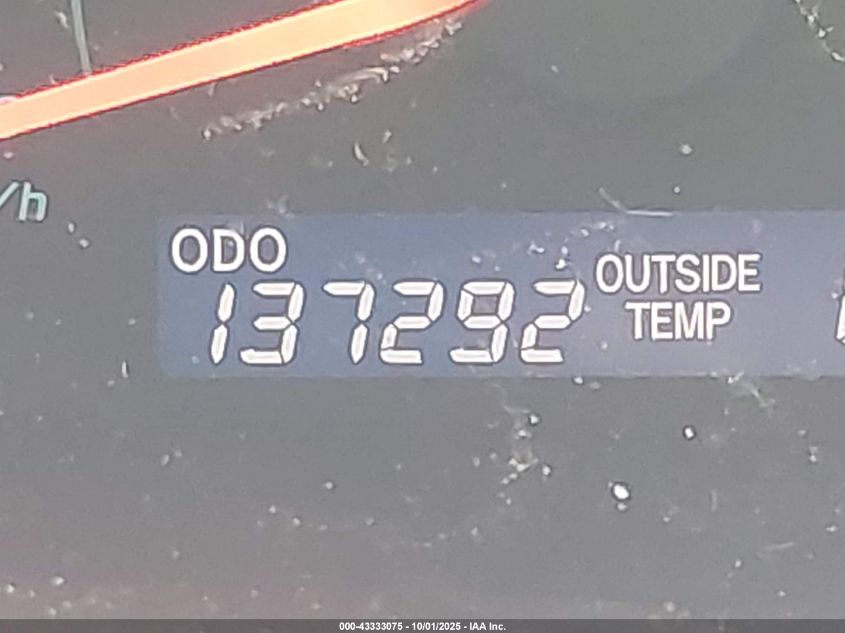 /h
ODO
137292
OUTSIDE
TEMP
000-43333075 - 10/01/2025 - IAA Inc.